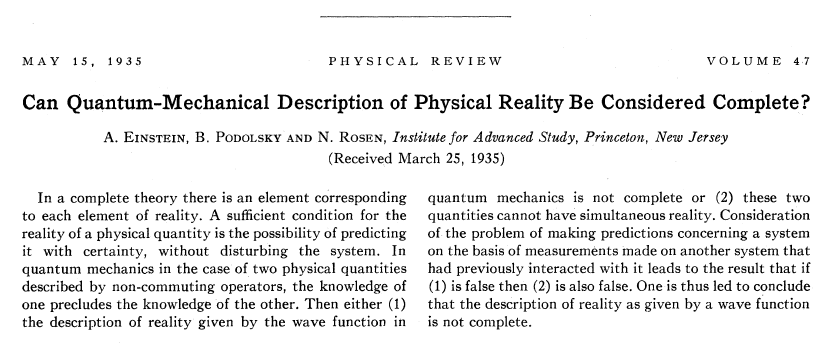 MAY 15, 1935 PHYSICAL REVIEW VOLUME 47
Can Quantum-Mechanical Description of Physical Reality Be Considered Complete?
A. EINSTEIN, B. PODOLSKY AND N. ROSEN, Institute for Advanced Study, Princeton, New Jersey
(Received March 25, 1935)
In a complete theory there is an element corresponding
to each element of reality. A sufficient condition for the
reality of a physical quantity is the possibility of predicting
it with certainty, without disturbing the system. In
quantum mechanics in the case of two physical quantities
described by non-commuting operators, the knowledge of
one precludes the knowledge of the other. Then either (1)
the description of reality given by the wave function in
quantum mechanics is not complete or (2) these two
quantities cannot have simultaneous reality. Consideration
of the problem of making predictions concerning a system
on the basis of measurements made on another system that
had previously interacted with it leads to the result that if
(1) is false then (2) is also false. One is thus led to conclude
that the description of reality as given by a wave function
is not complete.